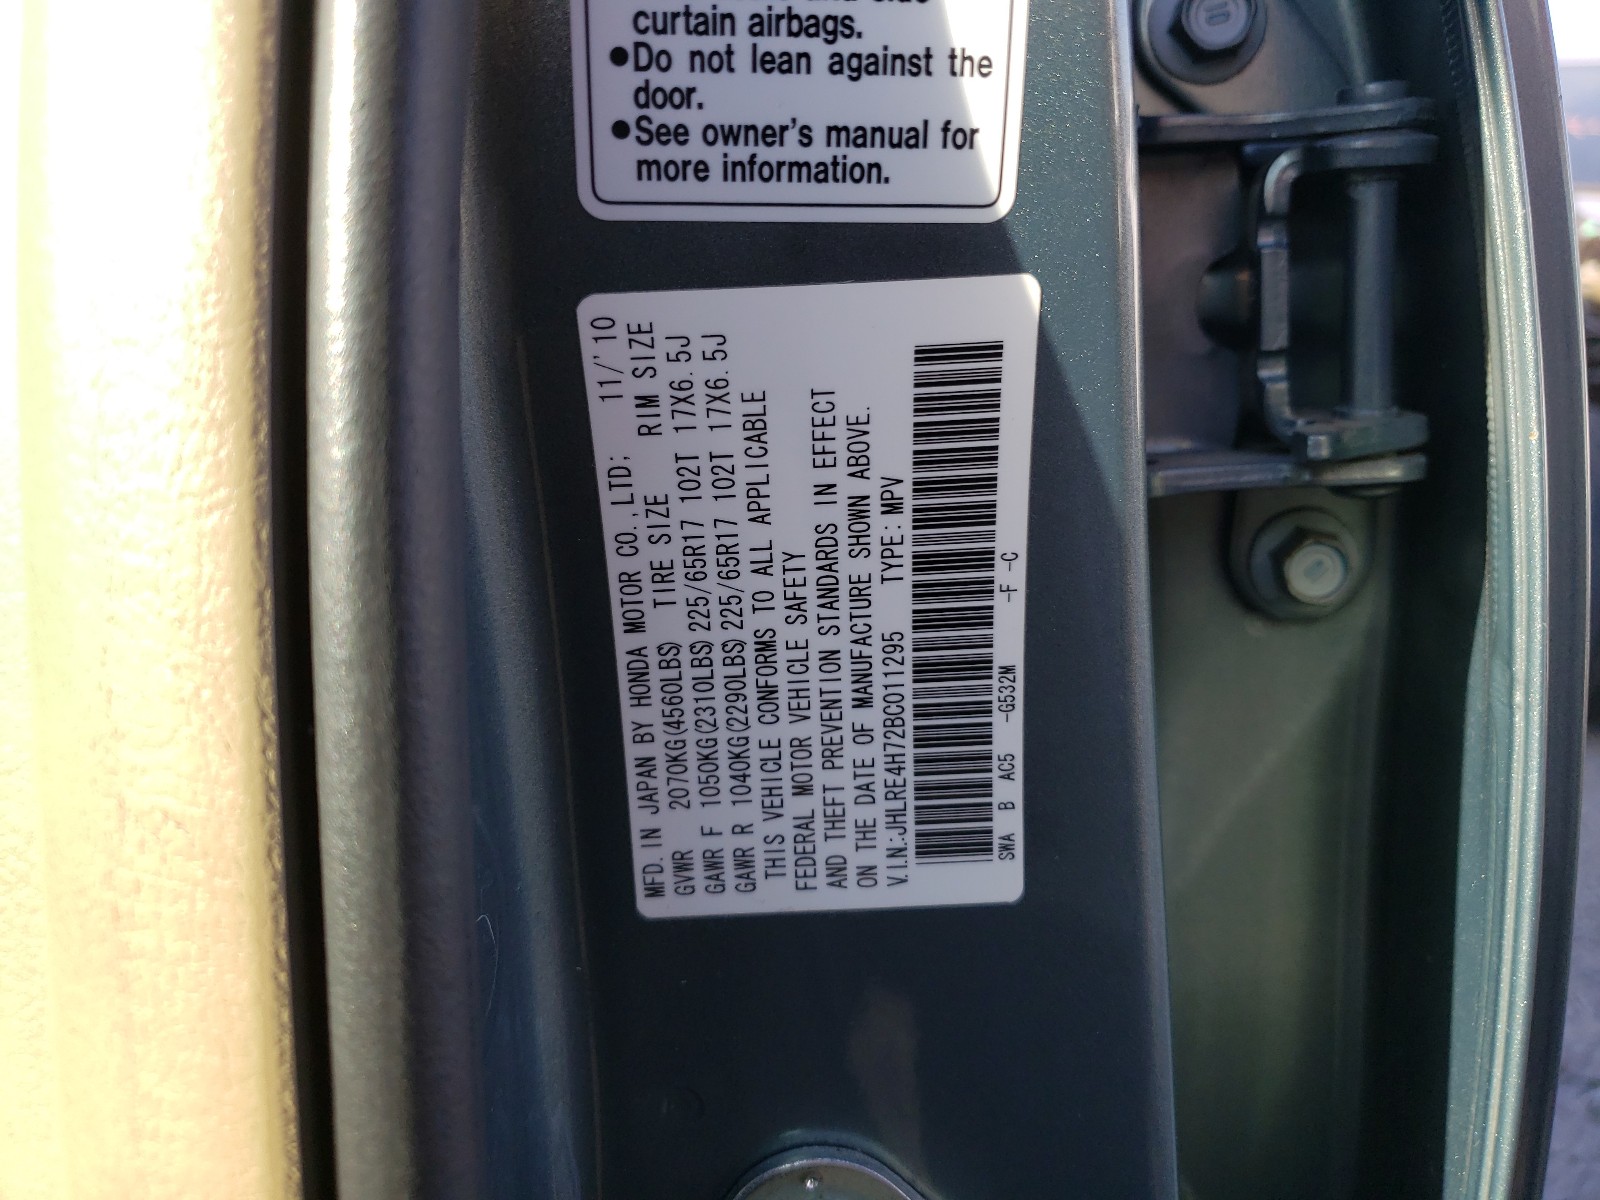 curtain airbags.
●Do not lean against the
door.
●See owner's manual for
more information.
MFD. IN JAPAN BY HONDA MOTOR CO.,LTD; 11/'10
GVWR 2070KG(4560LBS) TIRE SIZE RIM SIZE
GAWR F 1050KG(2310LBS) 225/65R17 102T 17X6.5J
GAWR R 1040KG(2290LBS) 225/65R17 102T 17X6.5J
THIS VEHICLE CONFORMS TO ALL APPLICABLE
FEDERAL MOTOR VEHICLE SAFETY
AND THEFT PREVENTION STANDARDS IN EFFECT
ON THE DATE OF MANUFACTURE SHOWN ABOVE.
V.I.N.:JHLRE4H72BC011295 TYPE:MPV
SWA B AC5 -G532M -F -C